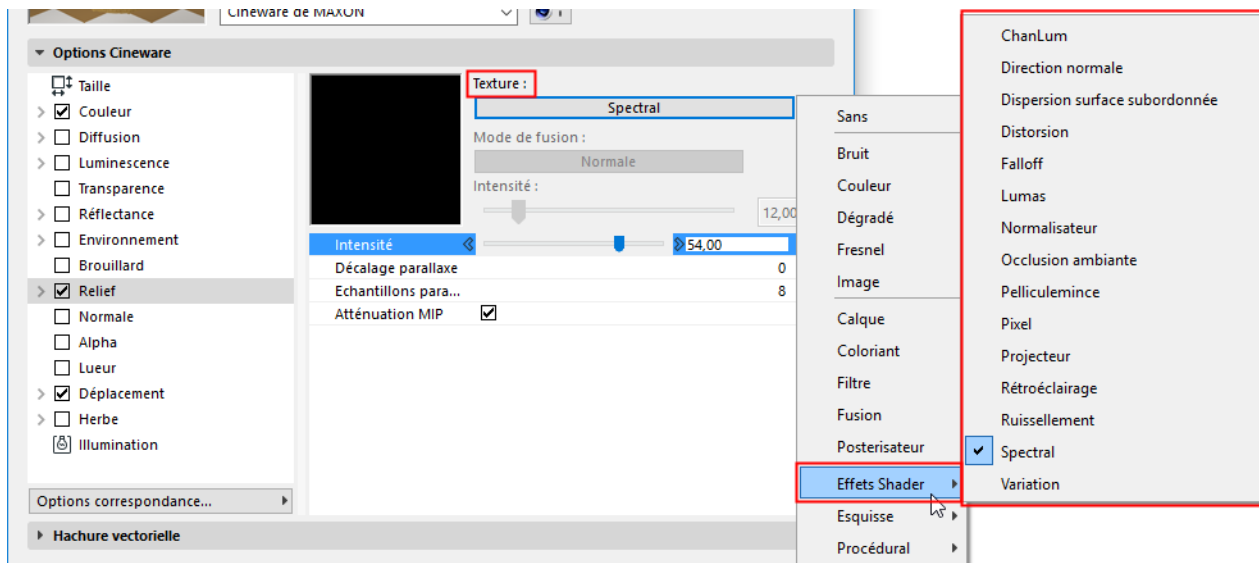 Cineware de MAXON
Options Cineware
Taille
Couleur
Diffusion
Luminescence
Transparence
Réflectance
Environnement
Brouillard
Relief
Normale
Alpha
Lueur
Déplacement
Herbe
Illumination
Options correspondance...
Hachure vectorielle
Texture :
Spectral
Mode de fusion :
Normale
Intensité :
12,00
Intensité 54,00
Décalage parallaxe 0
Echantillons para... 8
Atténuation MIP
Sans
Bruit
Couleur
Dégradé
Fresnel
Image
Calque
Coloriant
Filtre
Fusion
Posterisateur
Effets Shader
Esquisse
Procédural
ChanLum
Direction normale
Dispersion surface subordonnée
Distorsion
Falloff
Lumas
Normalisateur
Occlusion ambiante
Pelliculemince
Pixel
Projecteur
Rétroéclairage
Ruissellement
Spectral
Variation